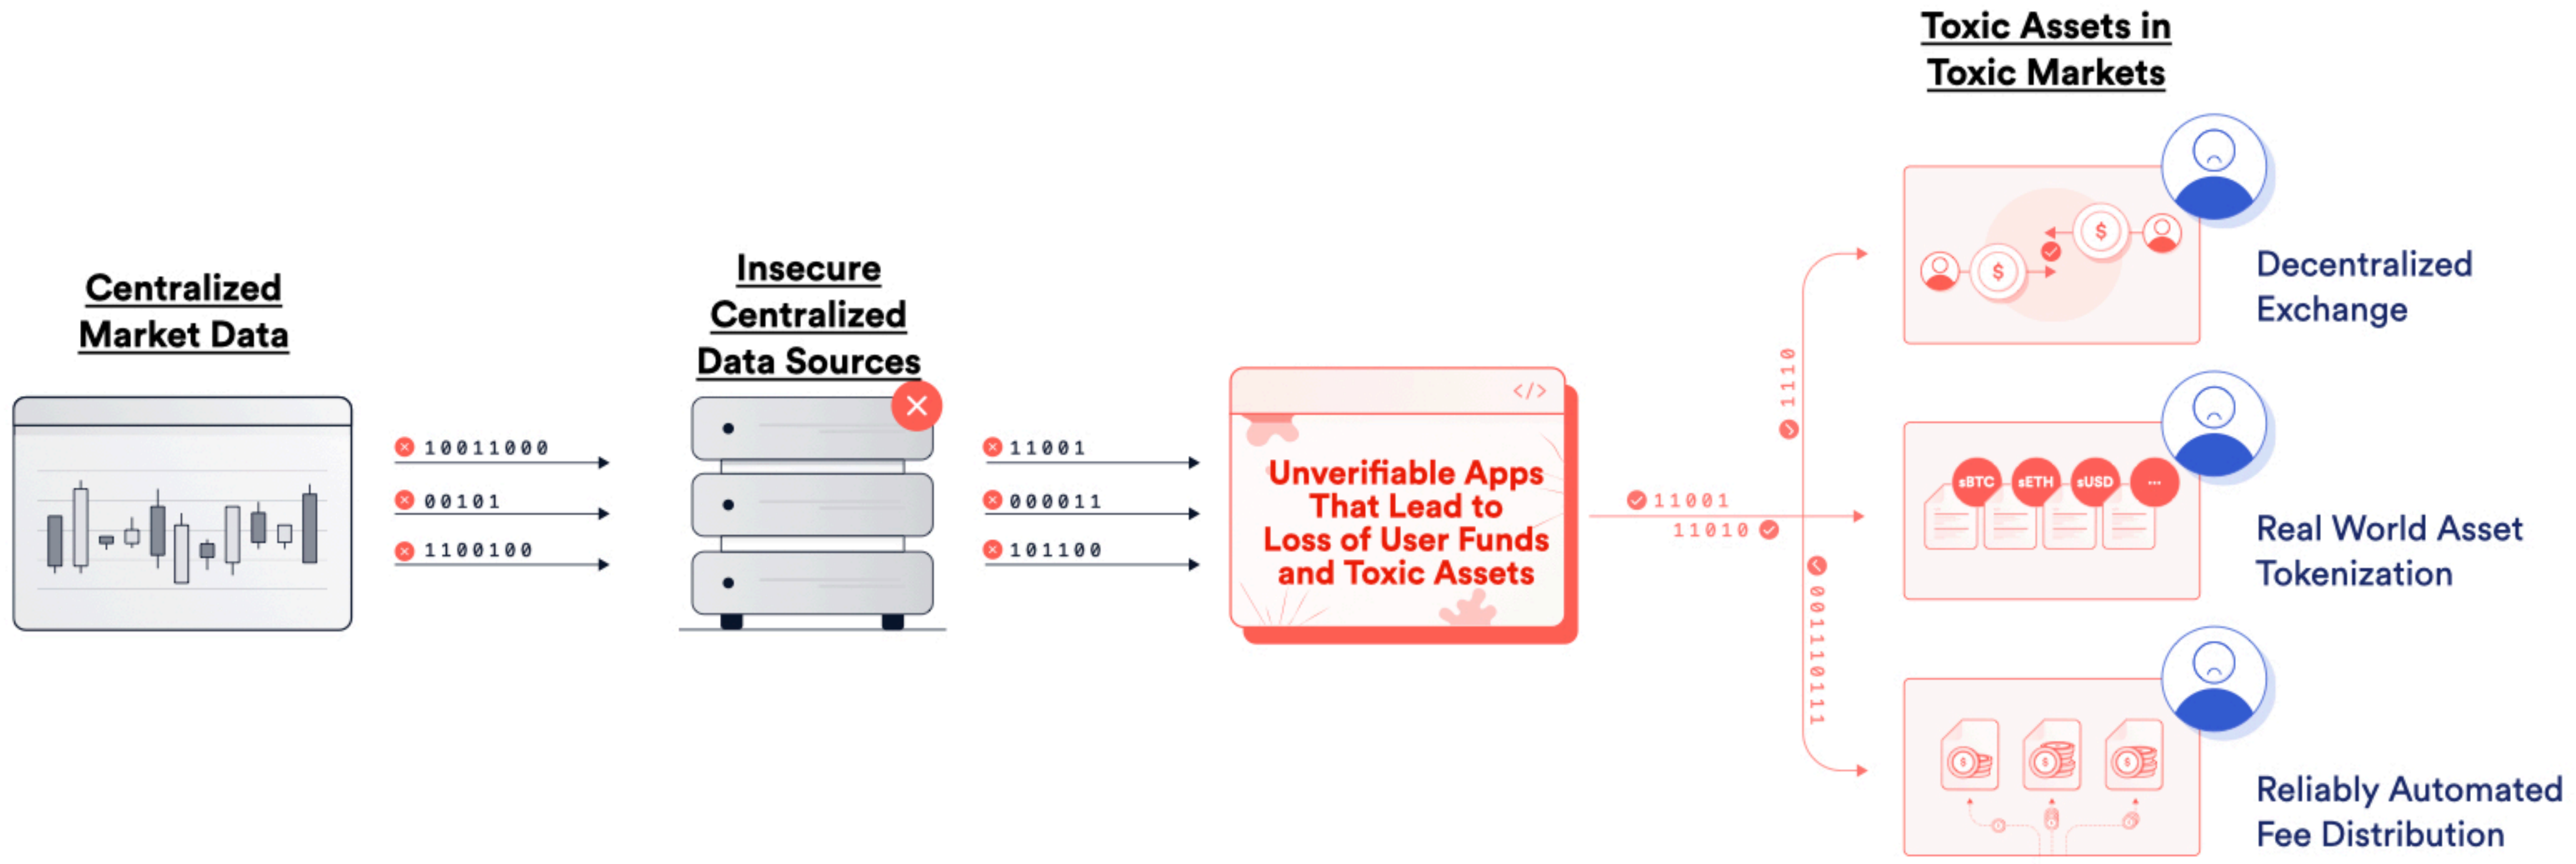 Centralized
Market Data
10011000
00101
1100100
Insecure
Centralized
Data Sources
11001
000011
101100
</>
Unverifiable Apps
That Lead to
Loss of User Funds
and Toxic Assets
11001
11010
1110
00111101111
Toxic Assets in
Toxic Markets
$
$
Decentralized
Exchange
sBTC sETH sUSD ...
Real World Asset
Tokenization
$ $ $
Reliably Automated
Fee Distribution